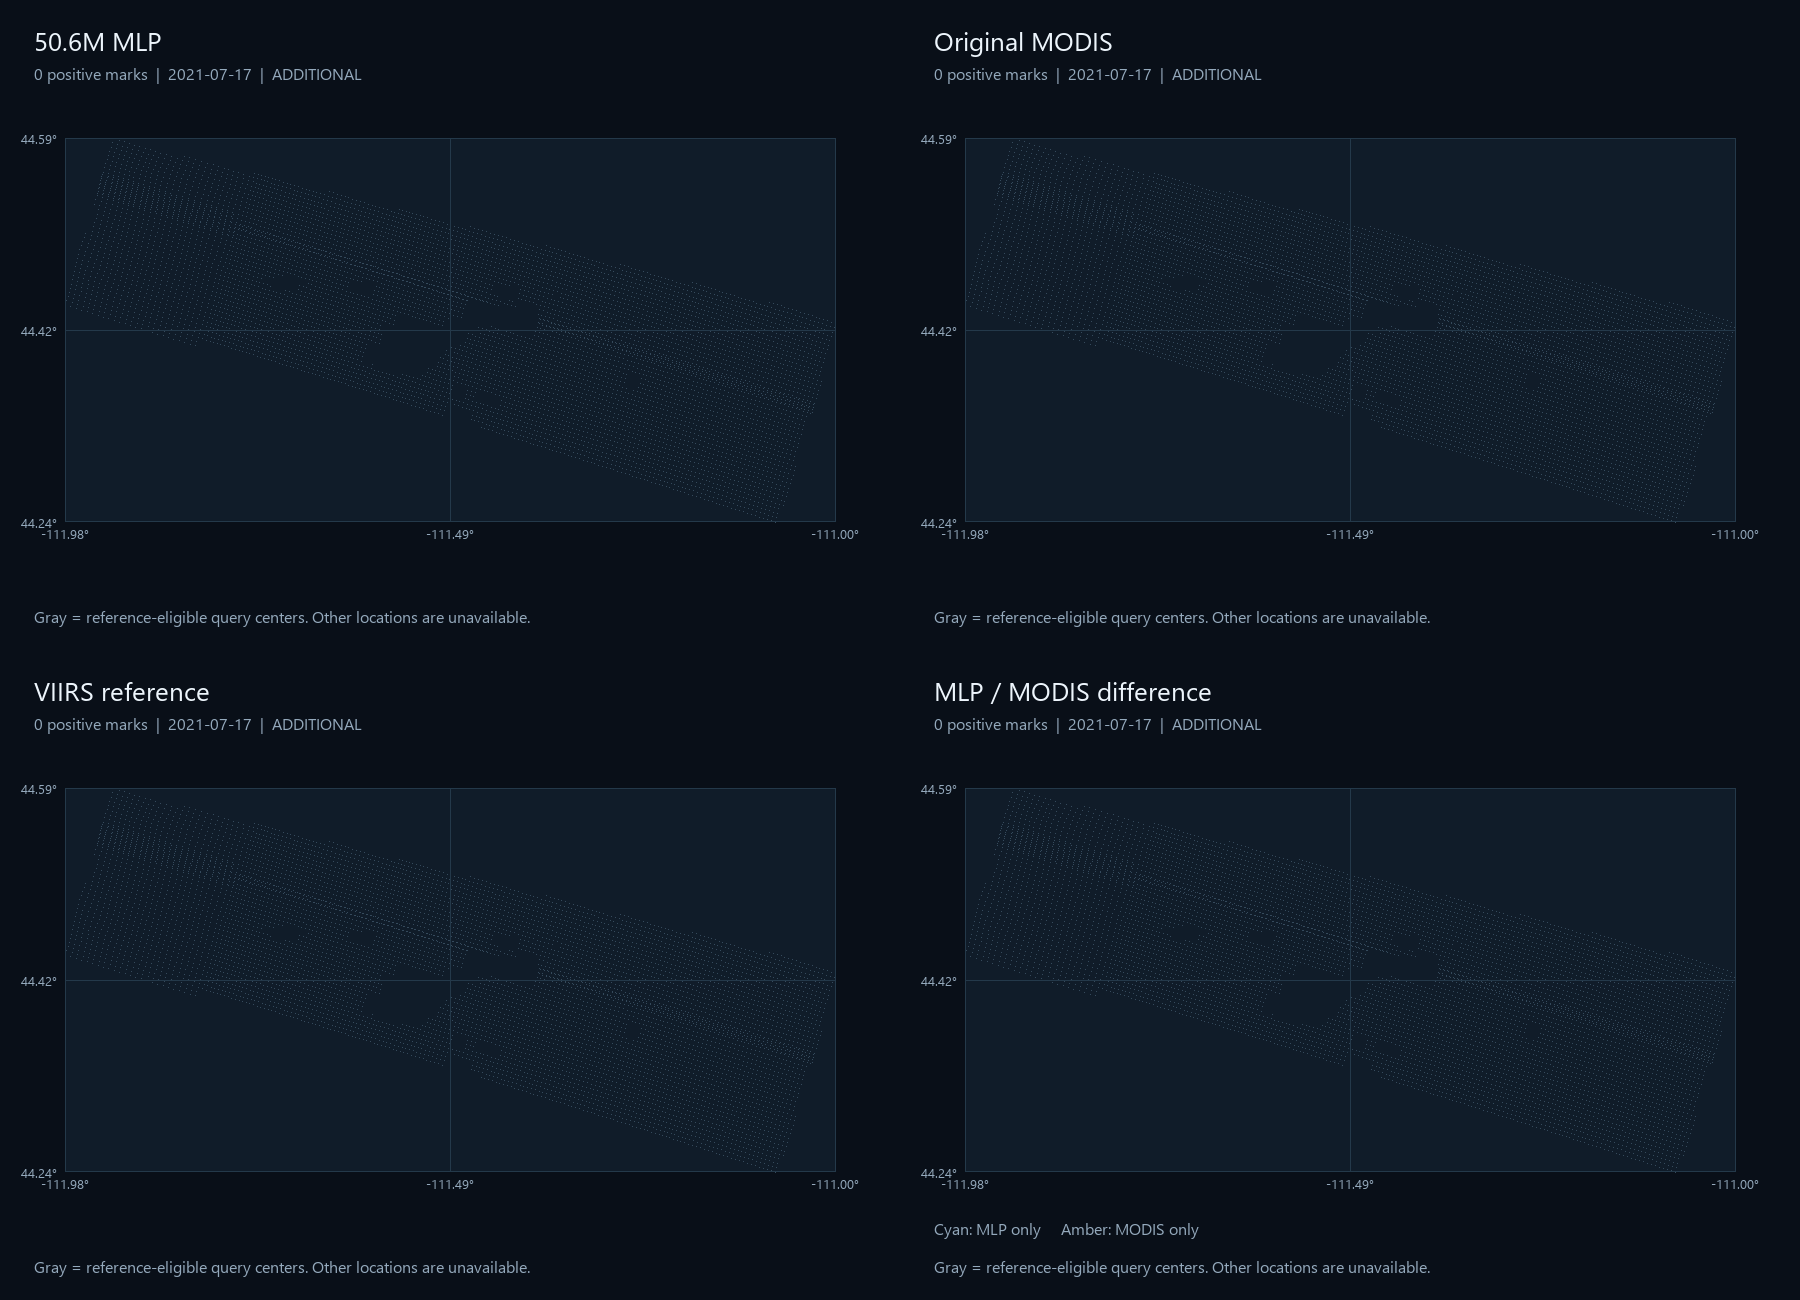 50.6M MLP
0 positive marks | 2021-07-17 | ADDITIONAL
44.59°
44.42°
44.24°
-111.98°
-111.49°
-111.00°
Gray = reference-eligible query centers. Other locations are unavailable.
Original MODIS
0 positive marks | 2021-07-17 | ADDITIONAL
44.59°
44.42°
44.24°
-111.98°
-111.49°
-111.00°
Gray = reference-eligible query centers. Other locations are unavailable.
VIIRS reference
0 positive marks | 2021-07-17 | ADDITIONAL
44.59°
44.42°
44.24°
-111.98°
-111.49°
-111.00°
Gray = reference-eligible query centers. Other locations are unavailable.
MLP / MODIS difference
0 positive marks | 2021-07-17 | ADDITIONAL
44.59°
44.42°
44.24°
-111.98°
-111.49°
-111.00°
Cyan: MLP only Amber: MODIS only
Gray = reference-eligible query centers. Other locations are unavailable.